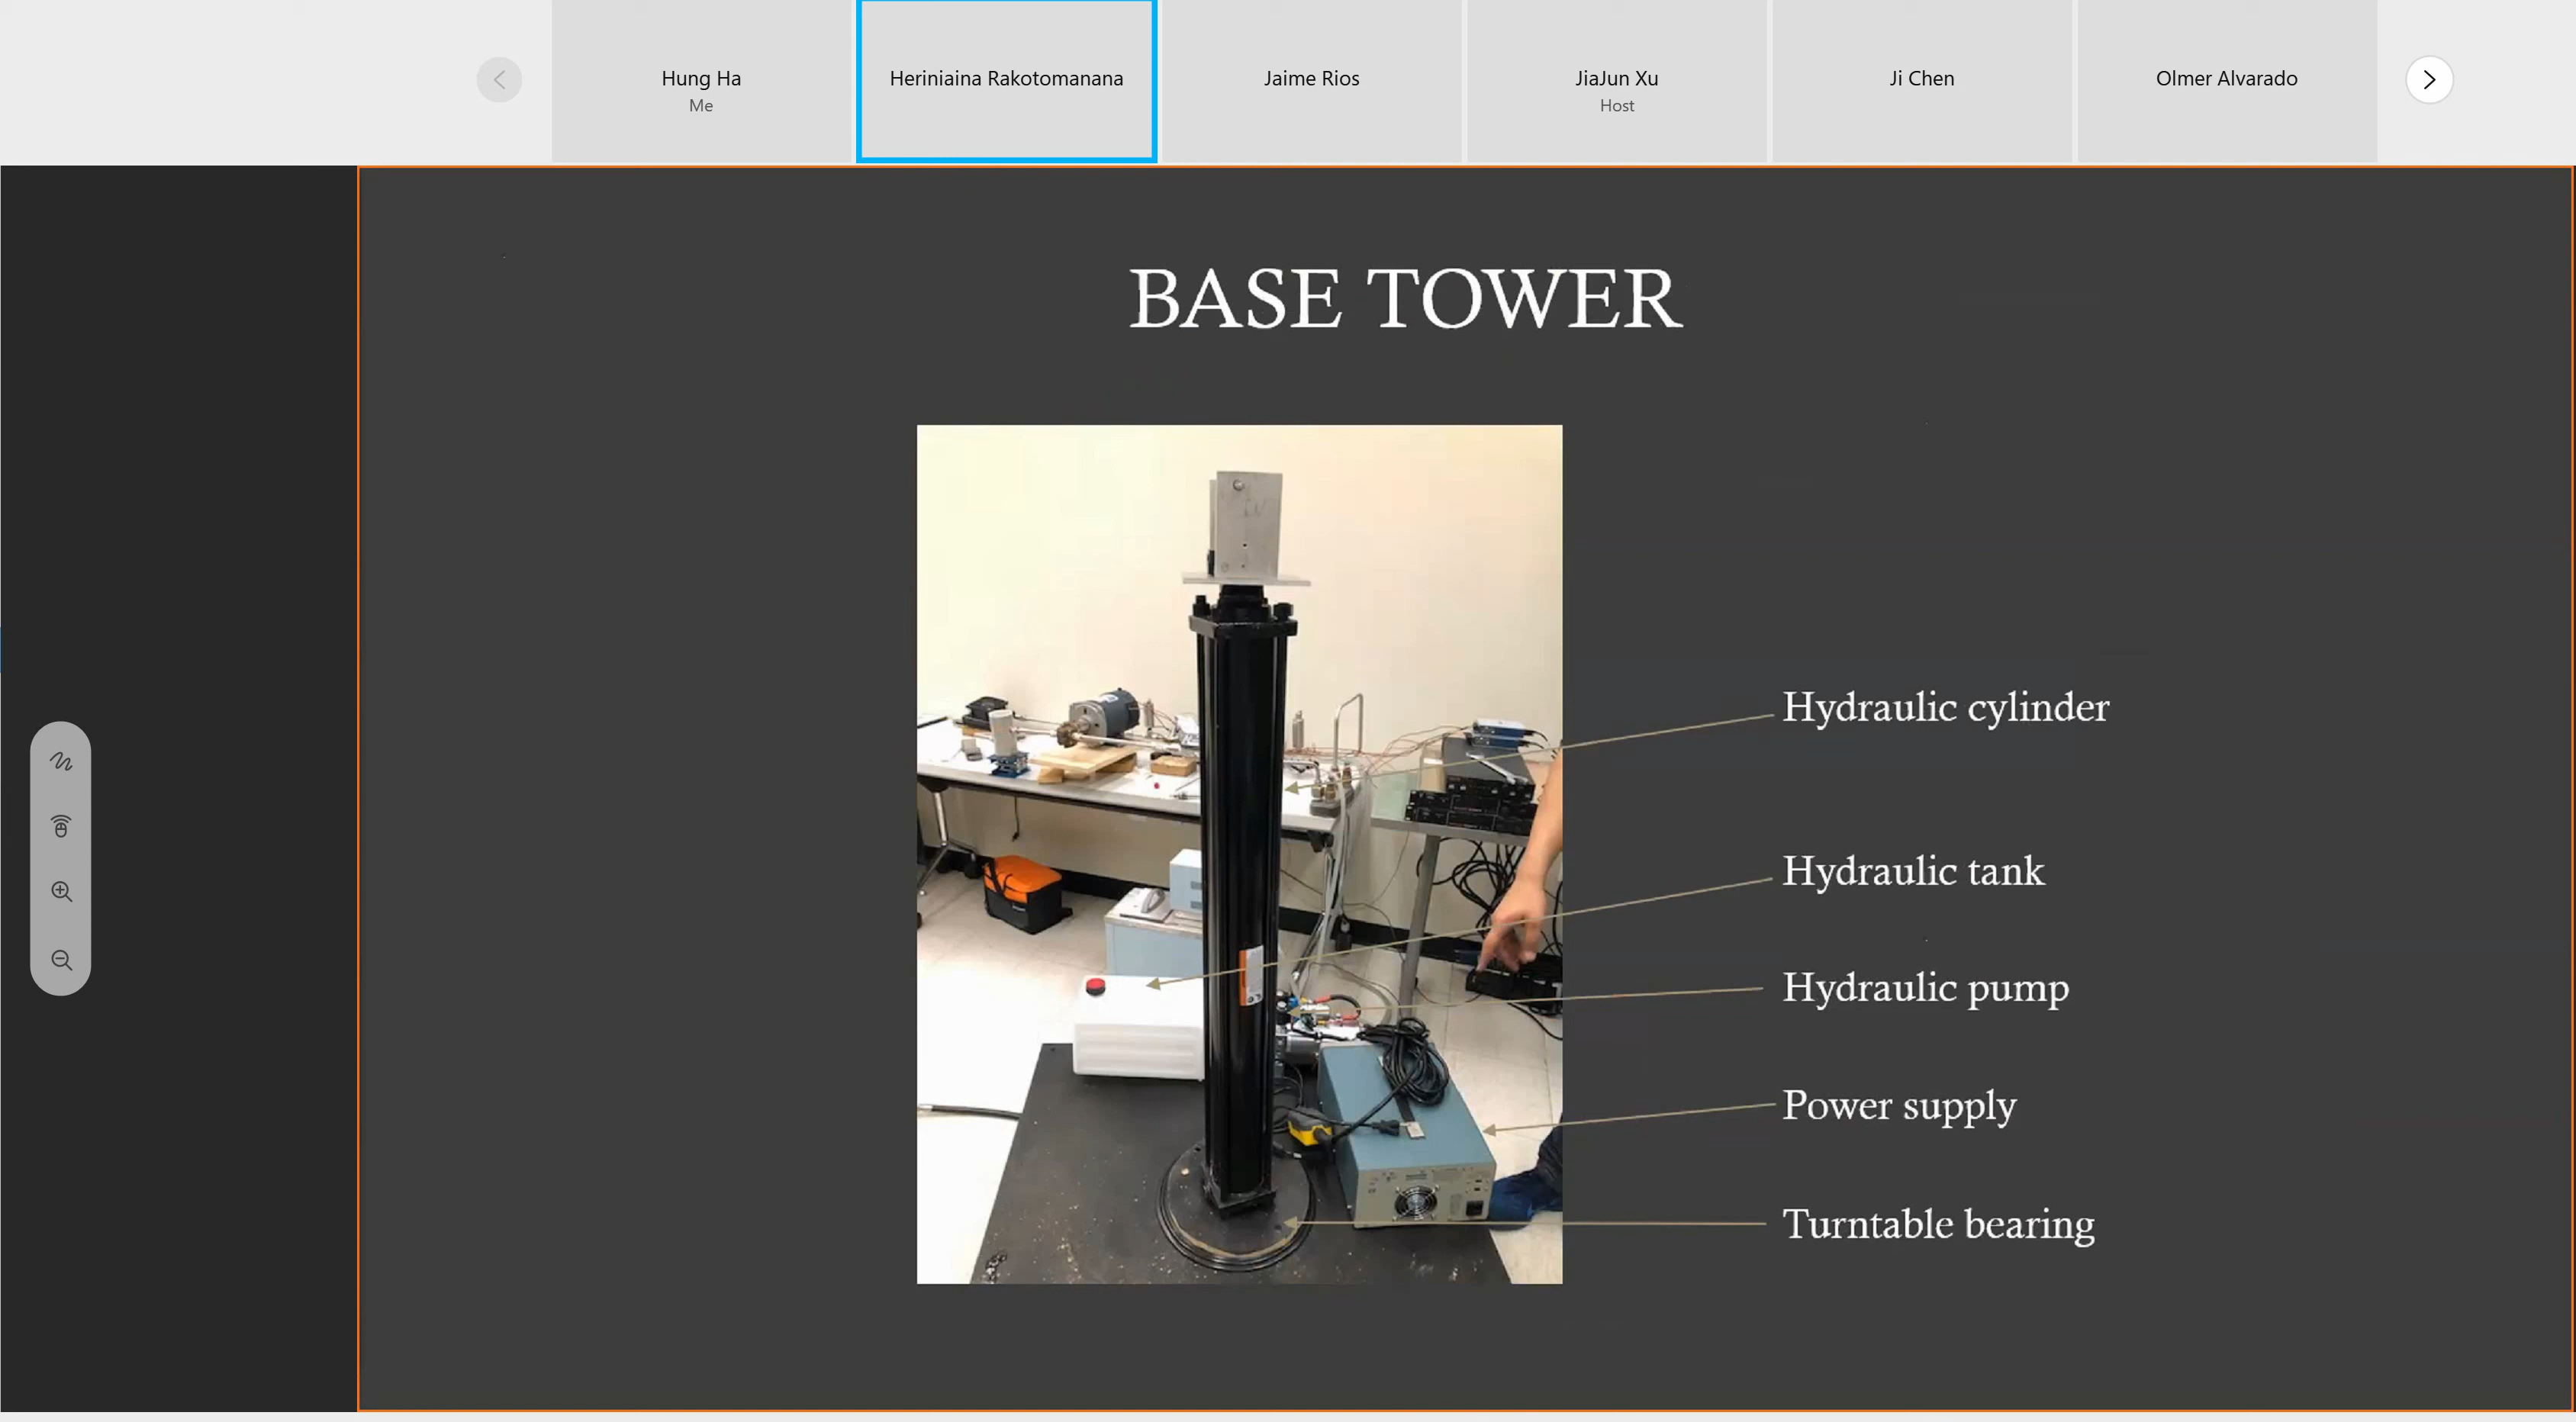 Hung Ha
Me
Heriniaina Rakotomanana
Jaime Rios
JiaJun Xu
Host
Ji Chen
Olmer Alvarado
BASE TOWER
Hydraulic cylinder
Hydraulic tank
Hydraulic pump
Power supply
Turntable bearing